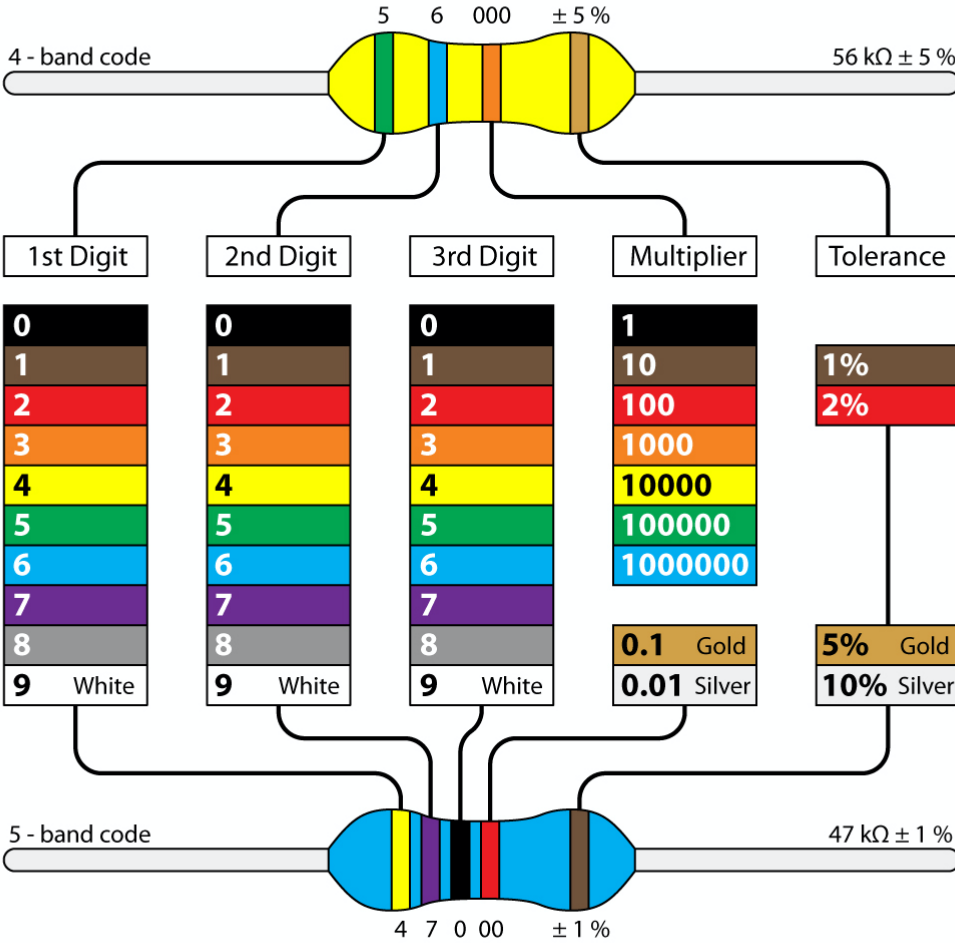 5 6 000 ± 5 %
4 - band code 56 kΩ ± 5 %
1st Digit 2nd Digit 3rd Digit Multiplier Tolerance
0 0 0 1
1 1 1 10 1%
2 2 2 100 2%
3 3 3 1000
4 4 4 10000
5 5 5 100000
6 6 6 1000000
7 7 7
8 8 8 0.1 Gold 5% Gold
9 White 9 White 9 White 0.01 Silver 10% Silver
5 - band code 47 kΩ ± 1 %
4 7 0 00 ± 1 %